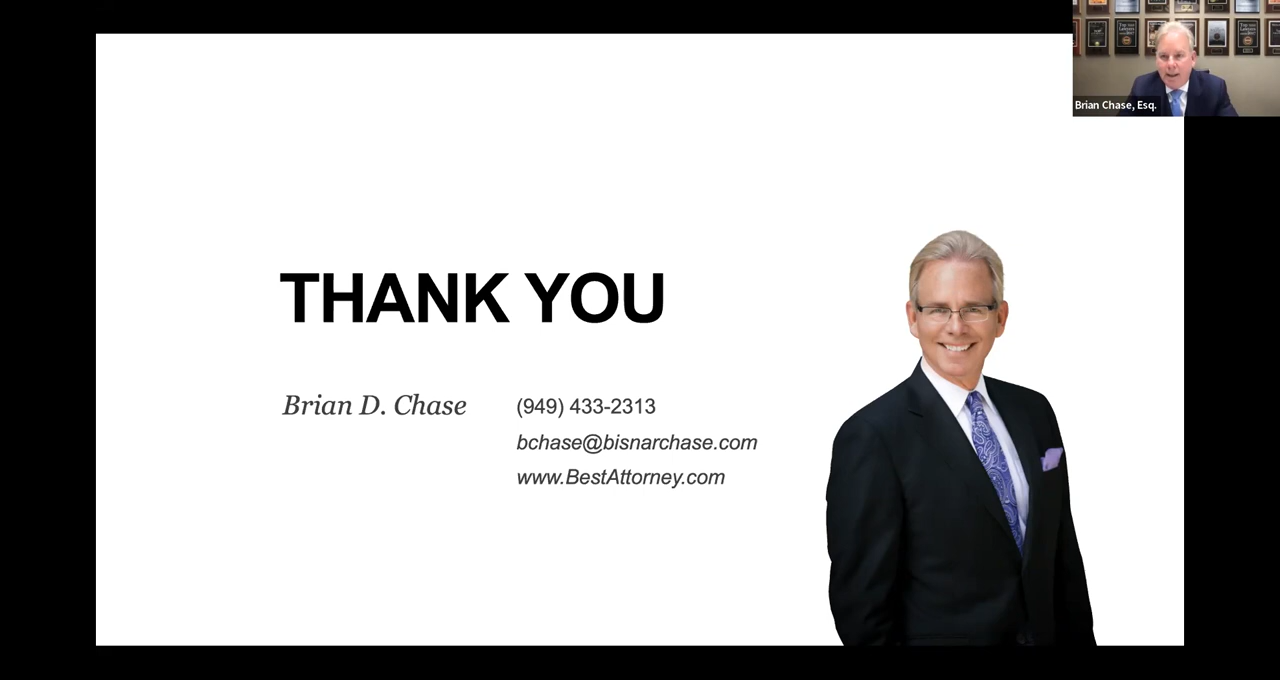 Brian Chase, Esq.
THANK YOU
Brian D. Chase
(949) 433-2313
bchase@bisnarchase.com
www.BestAttorney.com